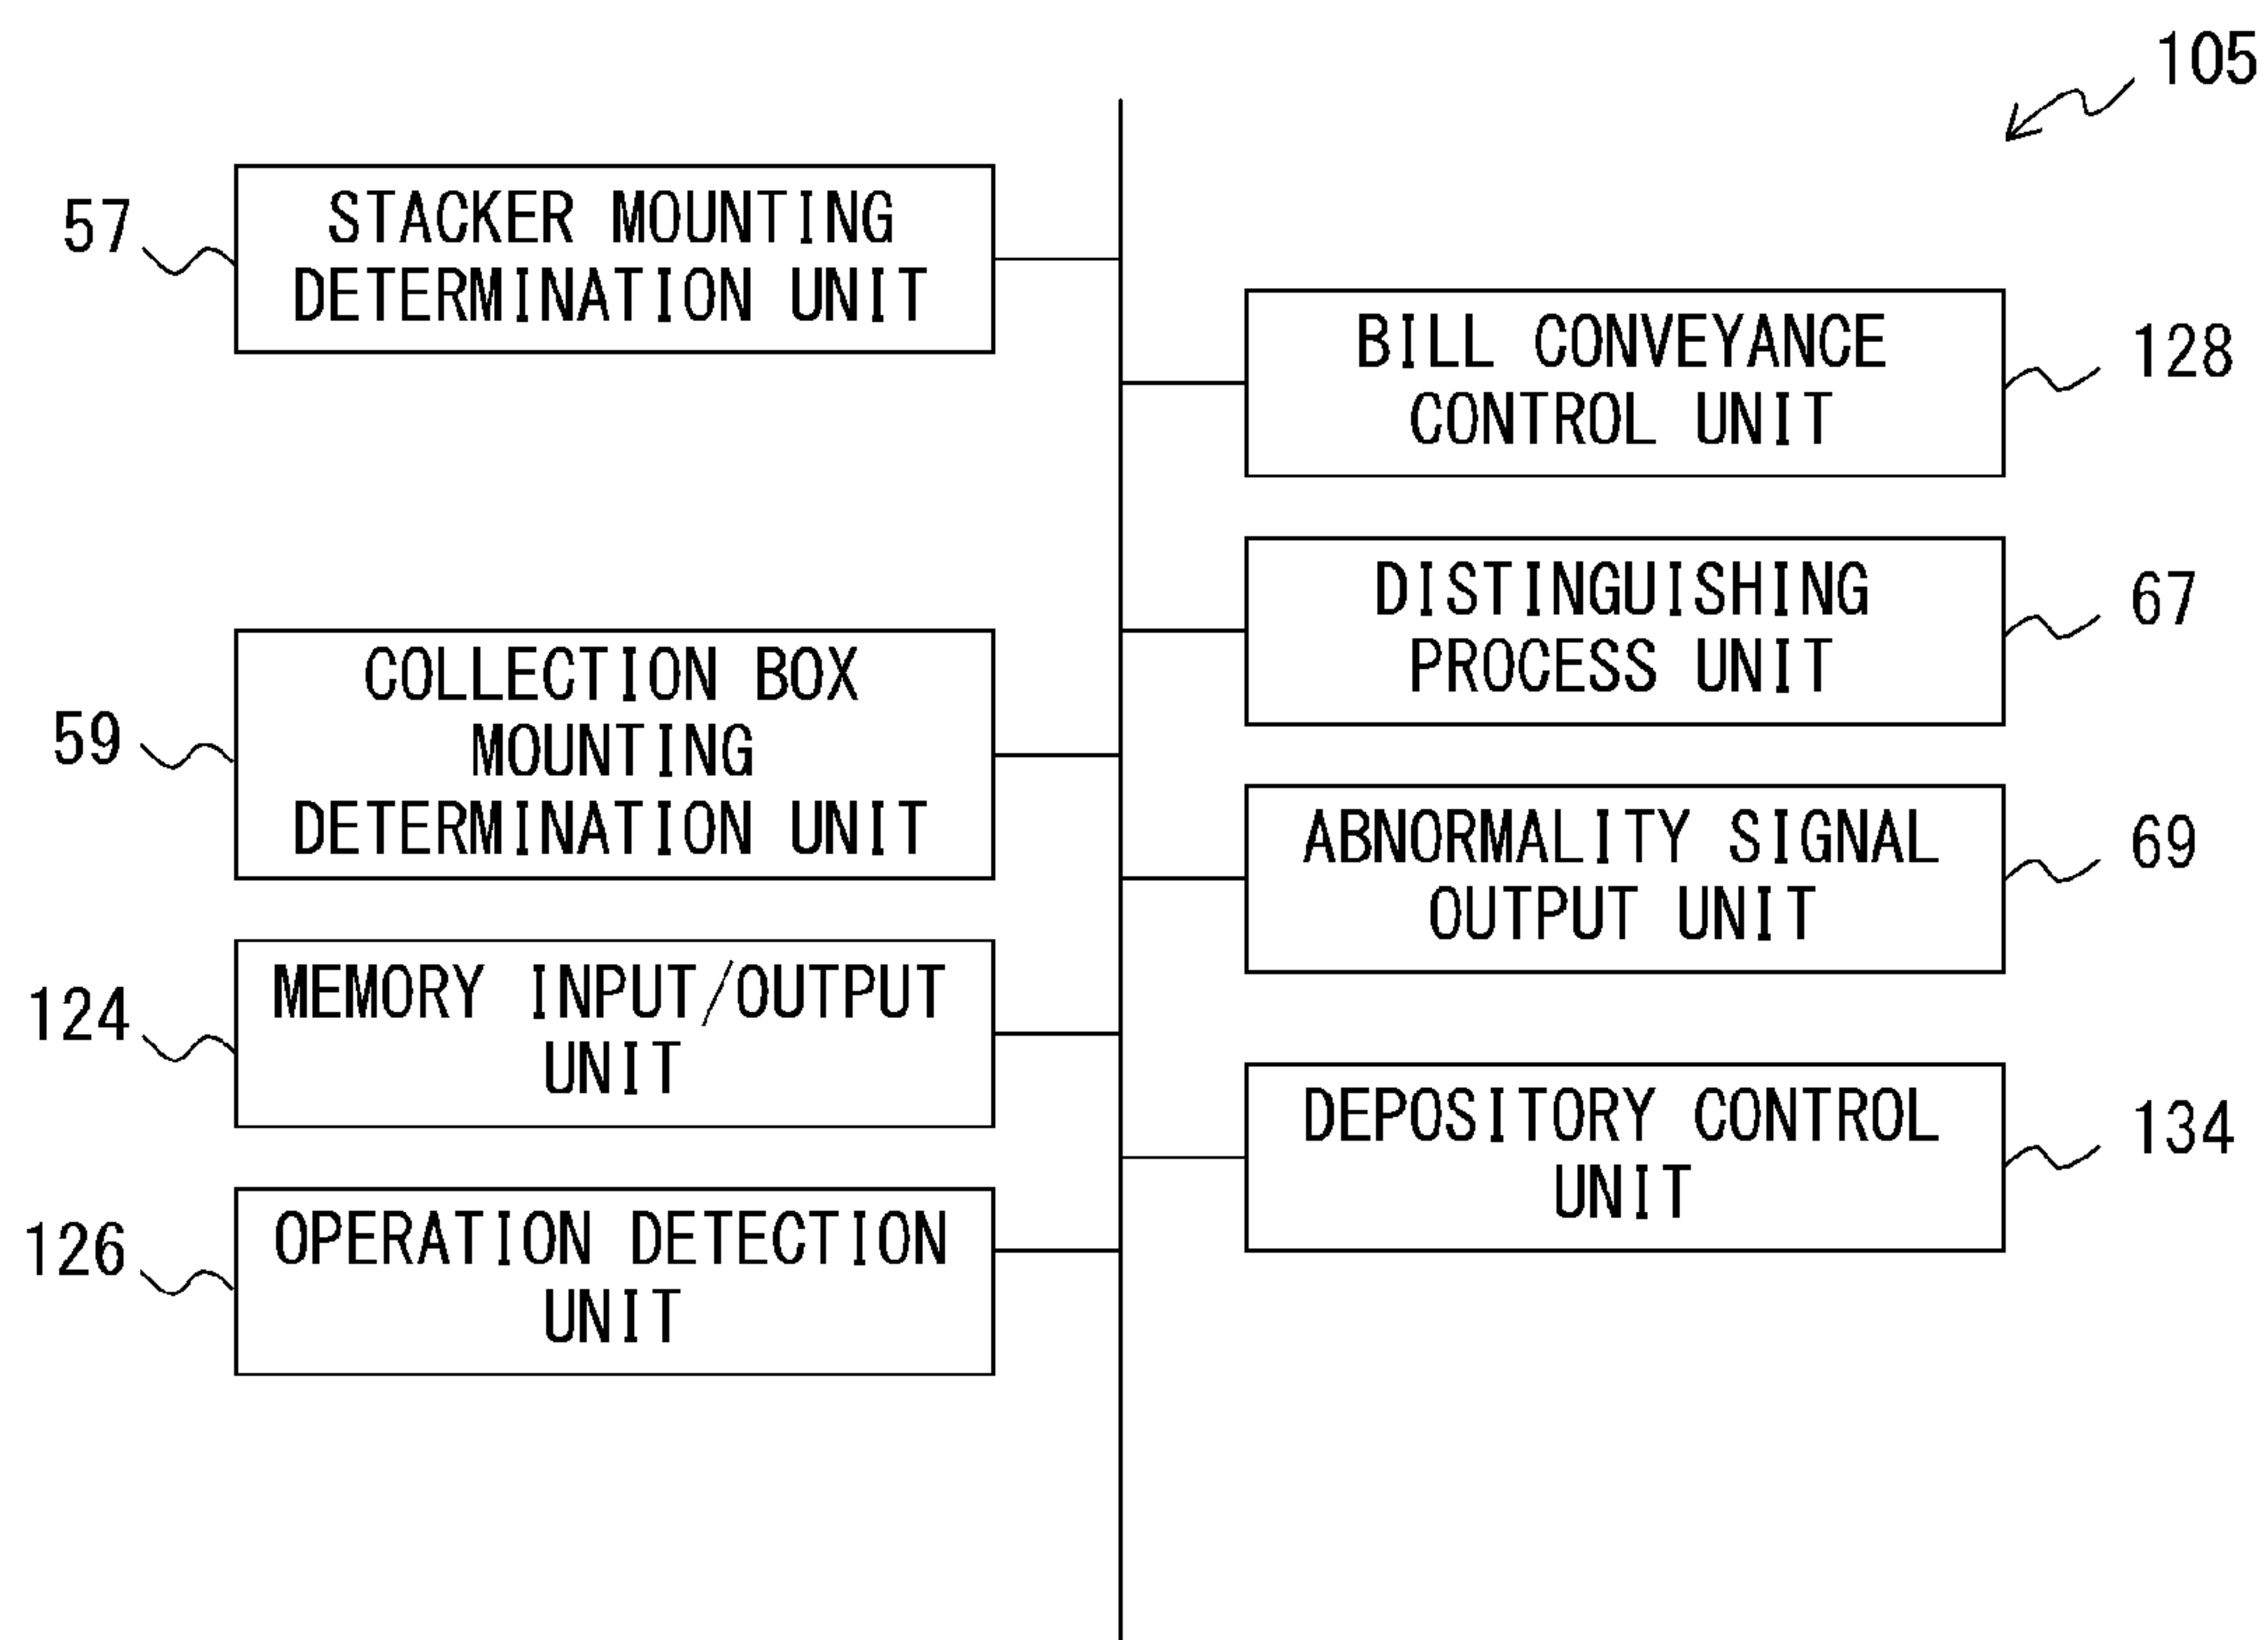 105
57
STACKER MOUNTING
DETERMINATION UNIT
BILL CONVEYANCE
CONTROL UNIT
128
DISTINGUISHING
PROCESS UNIT
67
59
COLLECTION BOX
MOUNTING
DETERMINATION UNIT
ABNORMALITY SIGNAL
OUTPUT UNIT
69
124
MEMORY INPUT/OUTPUT
UNIT
DEPOSITORY CONTROL
UNIT
134
126
OPERATION DETECTION
UNIT